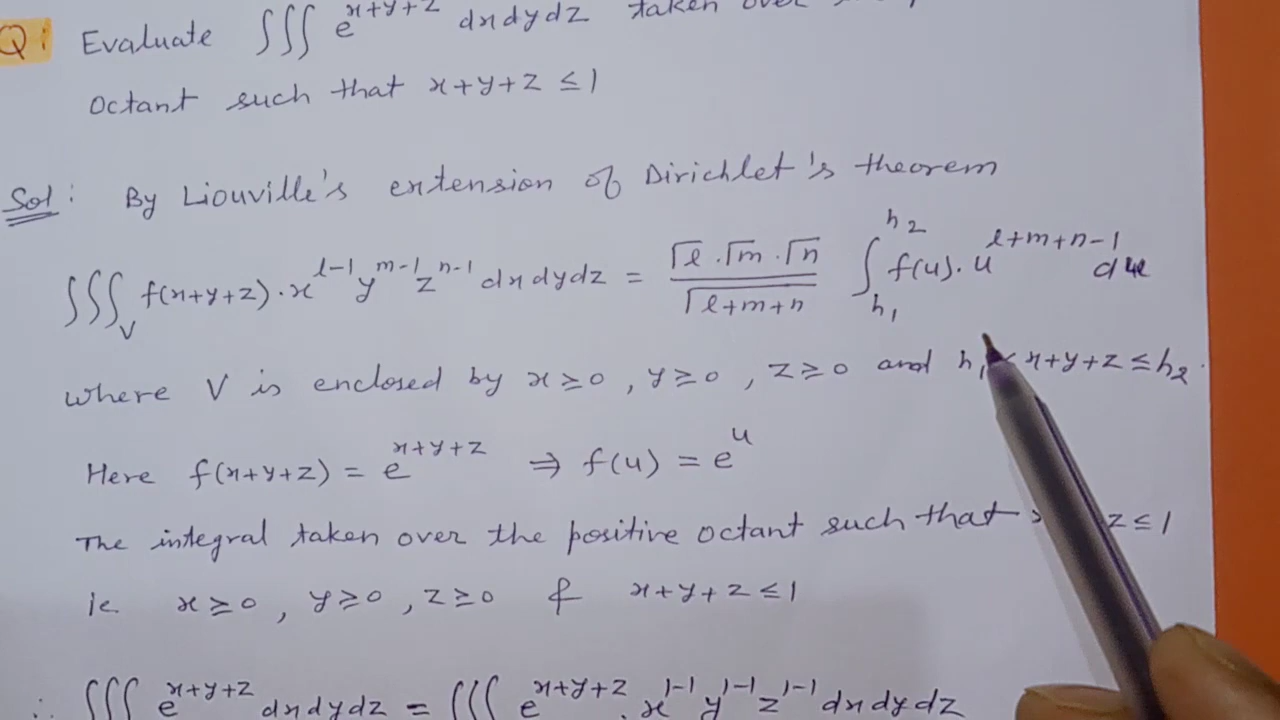 Q: Evaluate ∭ e^{x+y+z} dxdydz taken over
Octant such that x+y+z ≤ 1
Sol: By Liouville's extension of Dirichlet's theorem
∭_V f(x+y+z)·x^{l-1} y^{m-1} z^{n-1} dxdydz = (Γl·Γm·Γn)/(Γl+m+n) ∫_{h₁}^{h₂} f(u)·u^{l+m+n-1} du
where V is enclosed by x≥0, y≥0, z≥0 and h₁ x+y+z ≤ h₂.
Here f(x+y+z) = e^{x+y+z} ⇒ f(u) = e^u
The integral taken over the positive octant such that z ≤ 1
ie x≥0, y≥0, z≥0 & x+y+z ≤ 1
∴ ∭ e^{x+y+z} dxdydz = ∭ e^{x+y+z}. x^{1-1} y^{1-1} z^{1-1} dxdydz